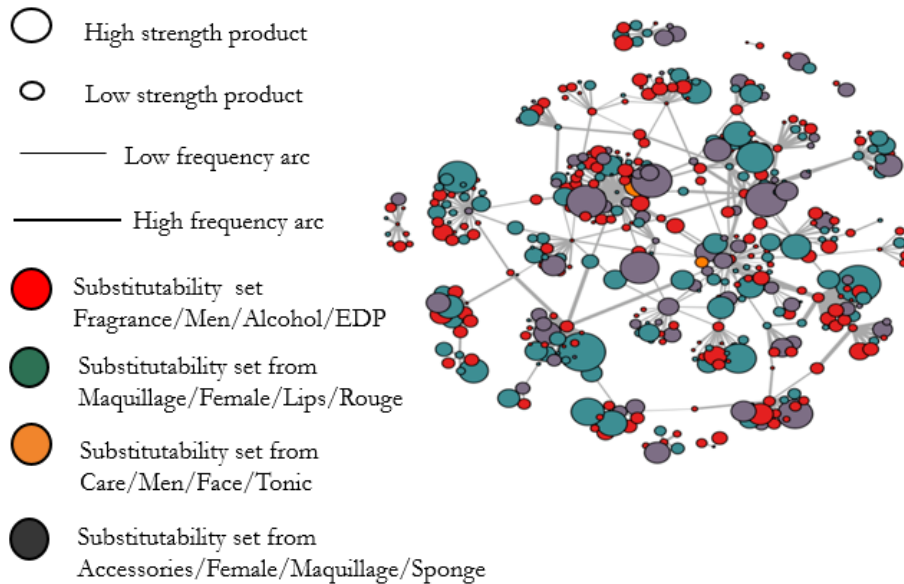 High strength product
Low strength product
Low frequency arc
High frequency arc
Substitutability set
Fragrance/Men/Alcohol/EDP
Substitutability set from
Maquillage/Female/Lips/Rouge
Substitutability set from
Care/Men/Face/Tonic
Substitutability set from
Accessories/Female/Maquillage/Sponge